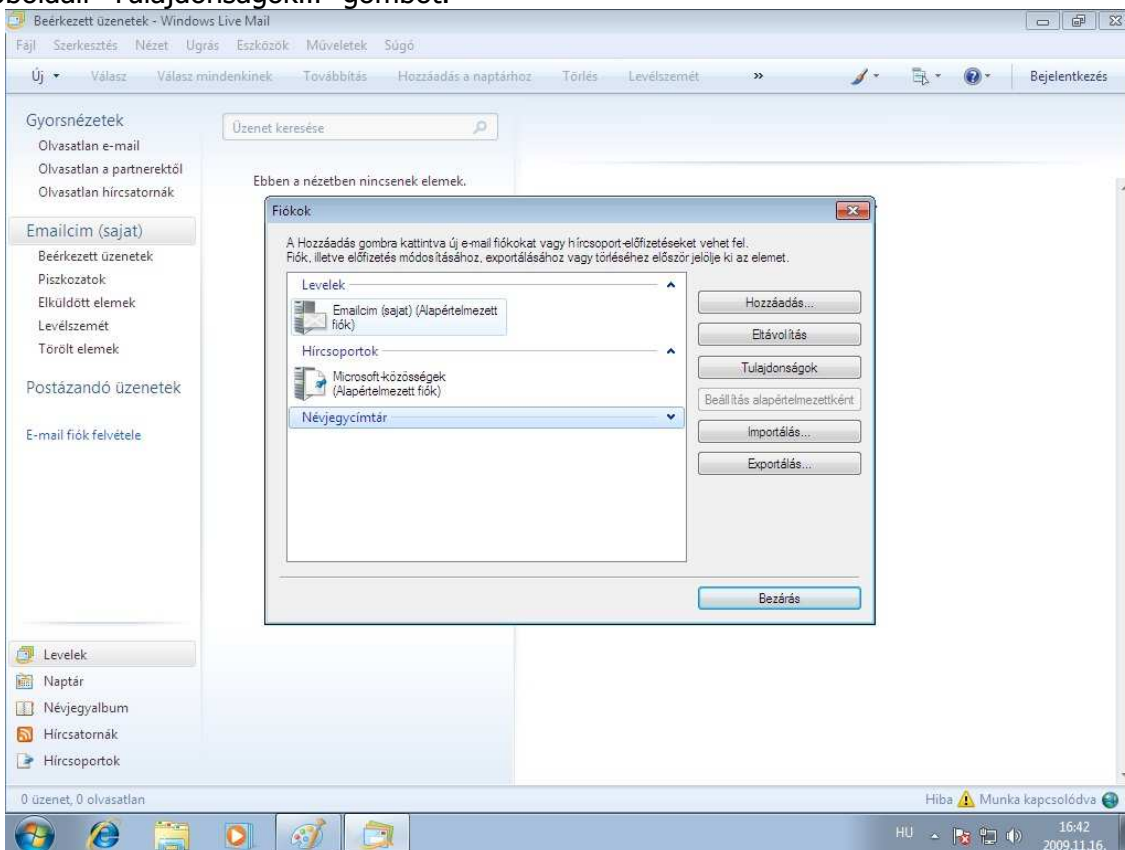 "Tulajdonságok..." gombot.
Beérkezett üzenetek - Windows Live Mail
Fájl Szerkesztés Nézet Ugrás Eszközök Műveletek Súgó
Új Válasz Válasz mindenkinek Továbbítás Hozzáadás a naptárhoz Törlés Levélszemét » Bejelentkezés
Gyorsnézetek
Olvasatlan e-mail
Olvasatlan a partnerektől
Olvasatlan hírcsatornák
Emailcim (sajat)
Beérkezett üzenetek
Piszkozatok
Elküldött elemek
Levélszemét
Törölt elemek
Postázandó üzenetek
E-mail fiók felvétele
Üzenet keresése
Ebben a nézetben nincsenek elemek.
Fiókok
A Hozzáadás gombra kattintva új e-mail fiókokat vagy hírcsoport-előfizetéseket vehet fel.
Fiók, illetve előfizetés módosításához, exportálásához vagy törléséhez először jelölje ki az elemet.
Levelek
Emailcim (sajat) (Alapértelmezett
fiók)
Hírcsoportok
Microsoft-közösségek
(Alapértelmezett fiók)
Névjegycímtár
Hozzáadás...
Eltávolítás
Tulajdonságok
Beállítás alapértelmezettként
Importálás...
Exportálás...
Bezárás
Levelek
Naptár
Névjegyalbum
Hírcsatornák
Hírcsoportok
0 üzenet, 0 olvasatlan
Hiba Munka kapcsolódva
HU
16:42
2009.11.16.